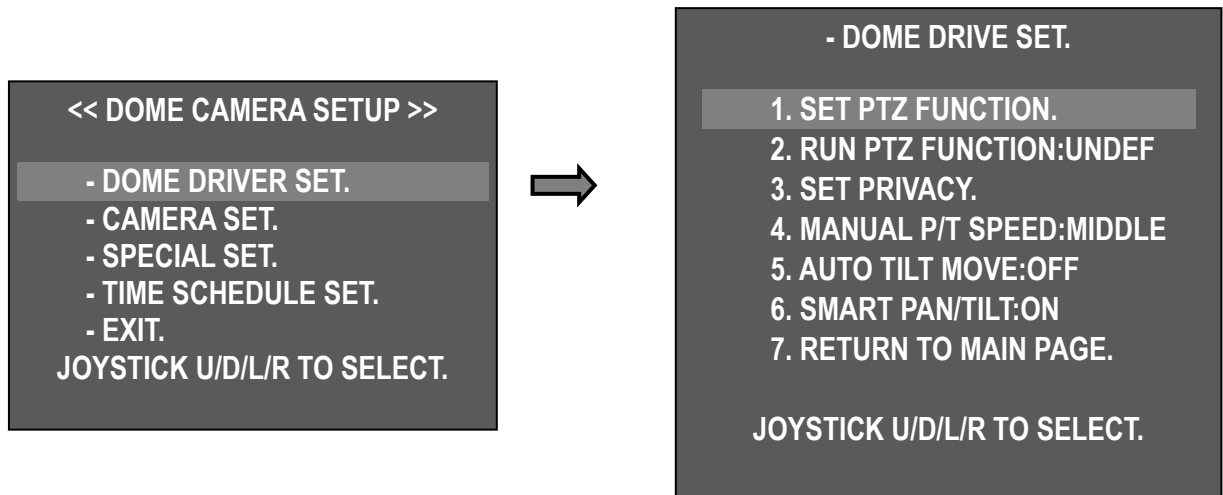 << DOME CAMERA SETUP >>
- DOME DRIVER SET.
- CAMERA SET.
- SPECIAL SET.
- TIME SCHEDULE SET.
- EXIT.
JOYSTICK U/D/L/R TO SELECT.
- DOME DRIVE SET.
1. SET PTZ FUNCTION.
2. RUN PTZ FUNCTION:UNDEF
3. SET PRIVACY.
4. MANUAL P/T SPEED:MIDDLE
5. AUTO TILT MOVE:OFF
6. SMART PAN/TILT:ON
7. RETURN TO MAIN PAGE.
JOYSTICK U/D/L/R TO SELECT.